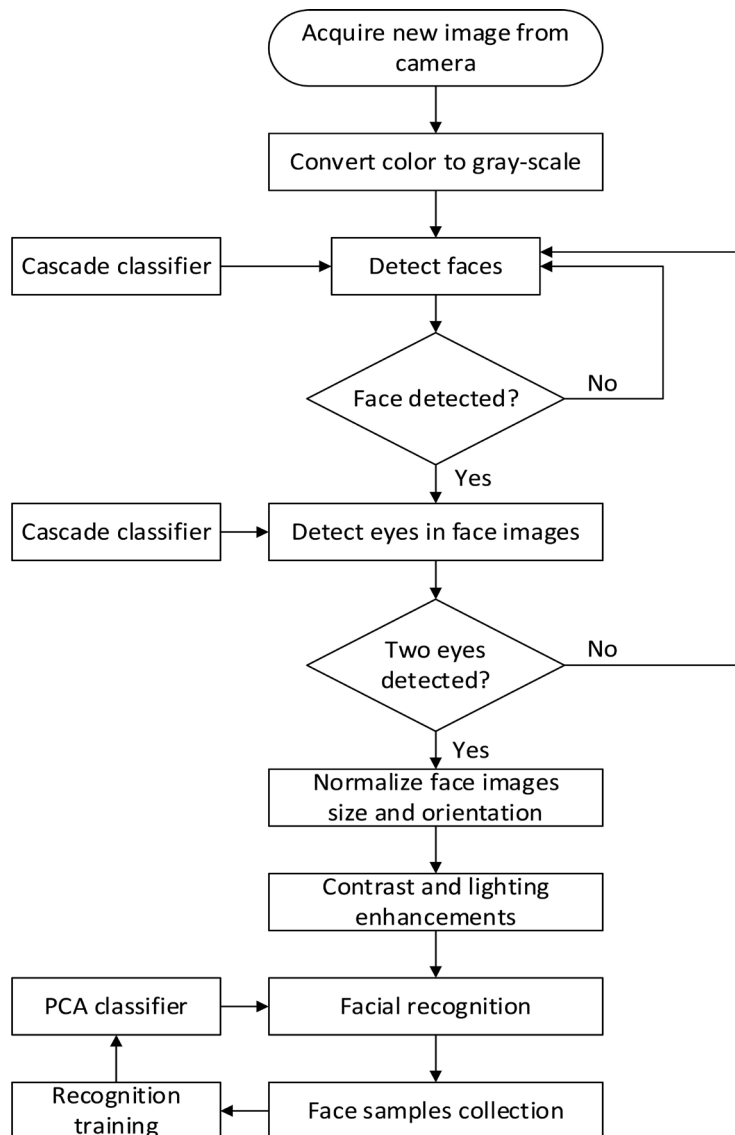 Acquire new image from
camera
Convert color to gray-scale
Cascade classifier
Detect faces
Face detected?
No
Yes
Cascade classifier
Detect eyes in face images
Two eyes
detected?
No
Yes
Normalize face images
size and orientation
Contrast and lighting
enhancements
PCA classifier
Facial recognition
Recognition
training
Face samples collection